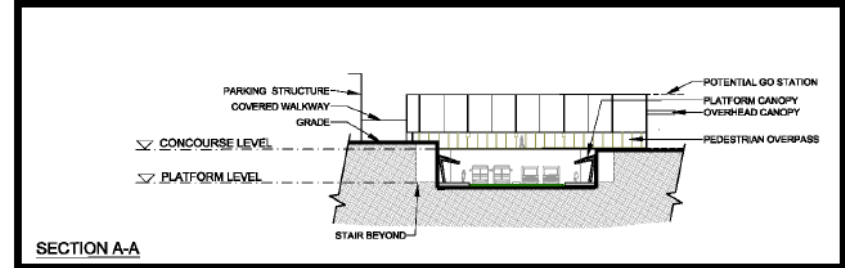 POTENTIAL GO STATION
PARKING STRUCTURE
PLATFORM CANOPY
COVERED WALKWAY
OVERHEAD CANOPY
GRADE
PEDESTRIAN OVERPASS
CONCOURSE LEVEL
PLATFORM LEVEL
STAIR BEYOND
SECTION A-A